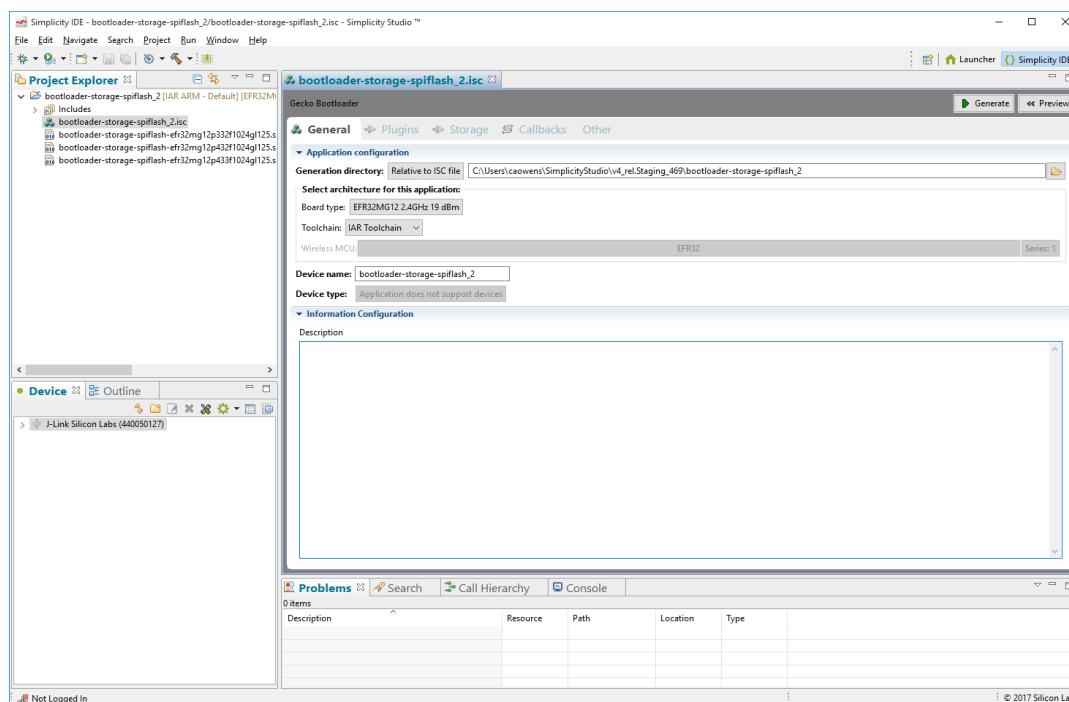 Simplicity IDE - bootloader-storage-spiflash_2/bootloader-storage-spiflash_2.isc - Simplicity Studio ™
File Edit Navigate Search Project Run Window Help
Launcher Simplicity IDE
Project Explorer
bootloader-storage-spiflash_2 [IAR ARM - Default] [EFR32M
Includes
bootloader-storage-spiflash_2.isc
bootloader-storage-spiflash-efr32mg12p332f1024gl125.s
bootloader-storage-spiflash-efr32mg12p432f1024gl125.s
bootloader-storage-spiflash-efr32mg12p433f1024gl125.s
bootloader-storage-spiflash_2.isc
Gecko Bootloader
Generate Preview
General Plugins Storage Callbacks Other
Application configuration
Generation directory: Relative to ISC file C:\Users\caowens\SimplicityStudio\v4_rel.Staging_469\bootloader-storage-spiflash_2
Select architecture for this application:
Board type: EFR32MG12 2.4GHz 19 dBm
Toolchain: IAR Toolchain
Wireless MCU: EFR32 Series: 1
Device name: bootloader-storage-spiflash_2
Device type: Application does not support devices
Information Configuration
Description
Device Outline
J-Link Silicon Labs (440050127)
Problems Search Call Hierarchy Console
0 items
Description Resource Path Location Type
Not Logged In
© 2017 Silicon La